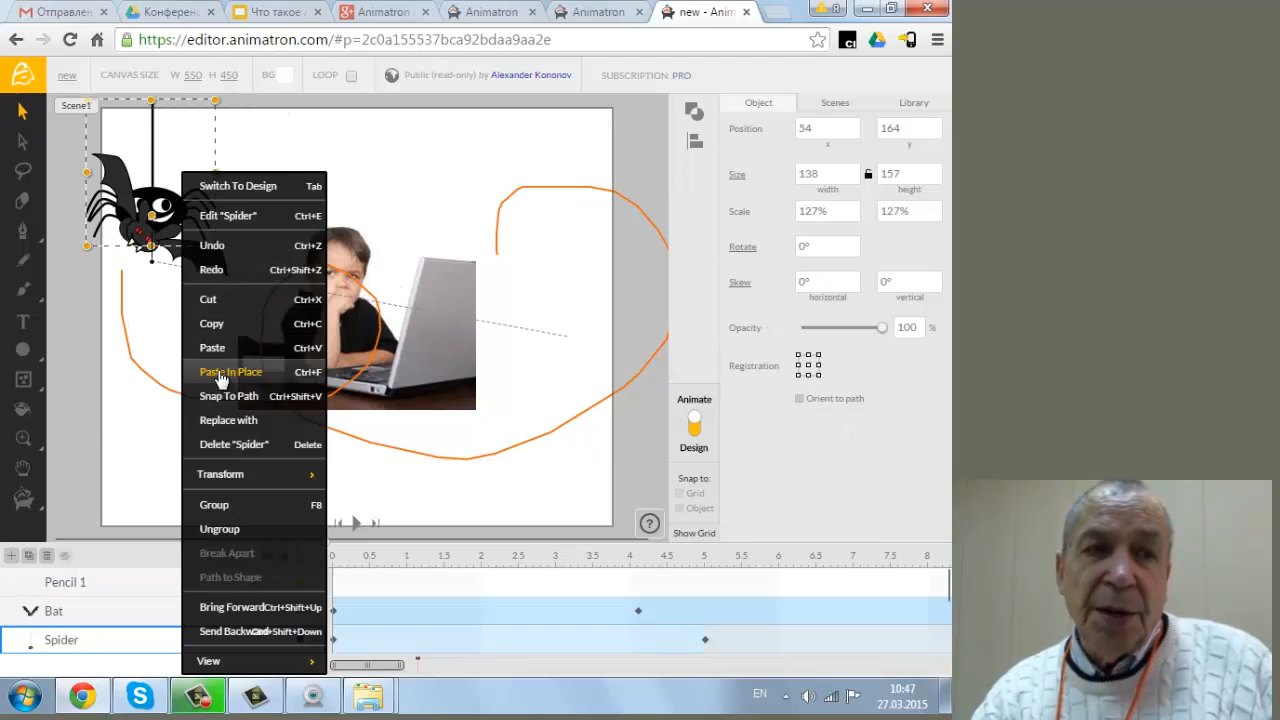 Отправлен
Конферен
Что такое
Animatron
Animatron
Animatron
new - Anim
8
https://editor.animatron.com/#p=2c0a155537bca92bdaa9aa2e
new
CANVAS SIZE W 550 H 450
BG
LOOP
Public (read-only) by Alexander Kononov
SUBSCRIPTION: PRO
Scene1
Object
Scenes
Library
Position
54
164
x
y
Size
138
157
width
height
Scale
127%
127%
Rotate
0°
Skew
0°
0°
horizontal
vertical
Opacity
100
%
Registration
Orient to path
Switch To Design Tab
Edit "Spider" Ctrl+E
Undo Ctrl+Z
Redo Ctrl+Shift+Z
Cut Ctrl+X
Copy Ctrl+C
Paste Ctrl+V
Paste In Place Ctrl+F
Snap To Path Ctrl+Shift+V
Replace with
Delete "Spider" Delete
Transform
Group F8
Ungroup
Break Apart
Path to Shape
Bring Forward Ctrl+Shift+Up
Send Backward Ctrl+Shift+Down
View
Animate
Design
Snap to:
Grid
Object
Show Grid
?
0 0.5 1 1.5 2 2.5 3 3.5 4 4.5 5 5.5 6 6.5 7 7.5 8
Pencil 1
Bat
Spider
EN
10:47
27.03.2015